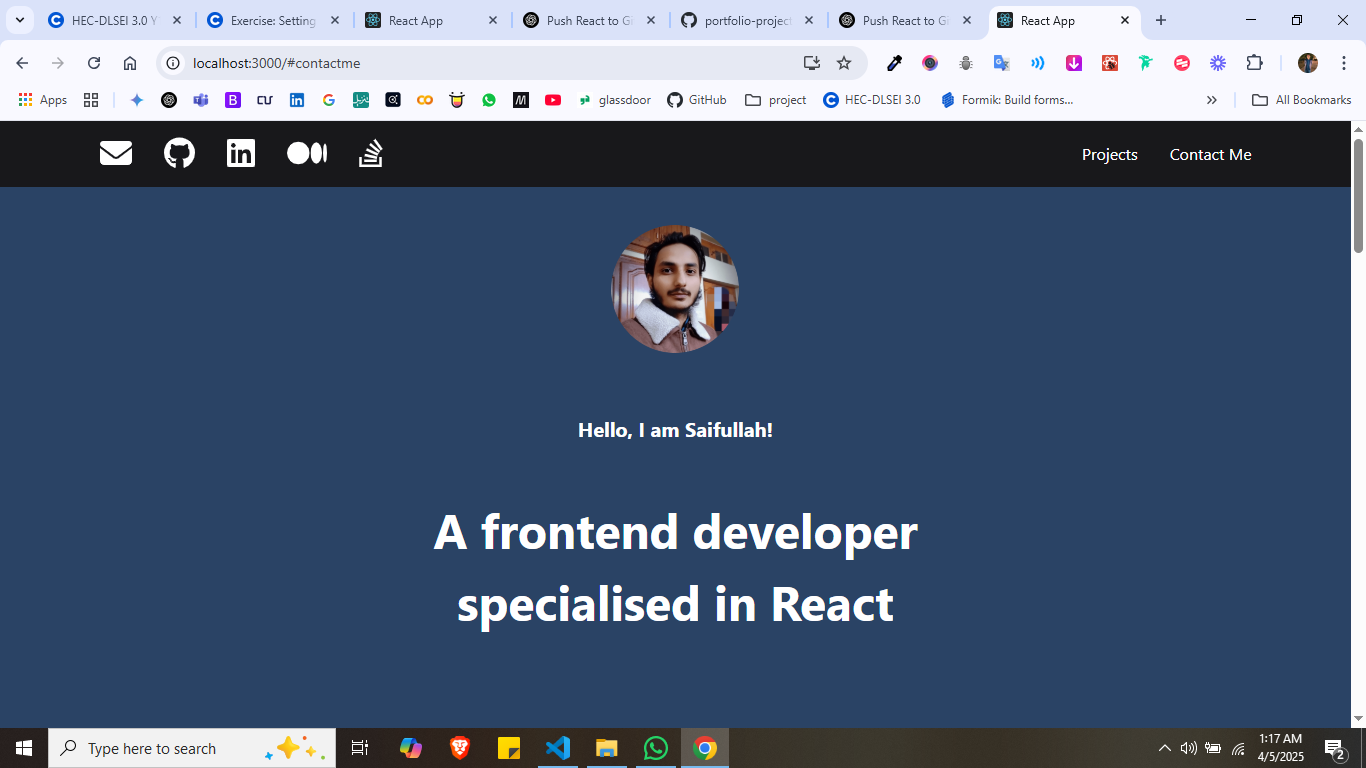 HEC-DLSEI 3.0 Y
Exercise: Setting
React App
Push React to Gi
portfolio-project
Push React to Gi
React App
localhost:3000/#contactme
Apps
G
glassdoor
GitHub
project
HEC-DLSEI 3.0
Formik: Build forms...
All Bookmarks
Projects
Contact Me
Hello, I am Saifullah!
A frontend developer
specialised in React
Type here to search
1:17 AM
4/5/2025
2